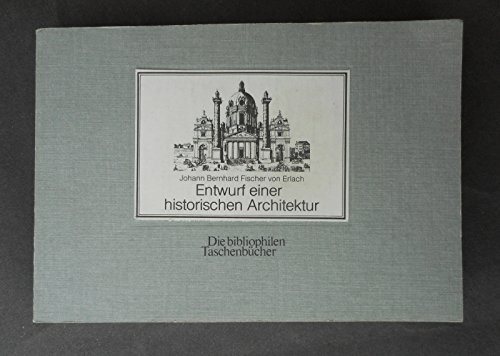 Johann Bernhard Fischer von Erlach
Entwurf einer
historischen Architektur
Die bibliophilen
Taschenbücher